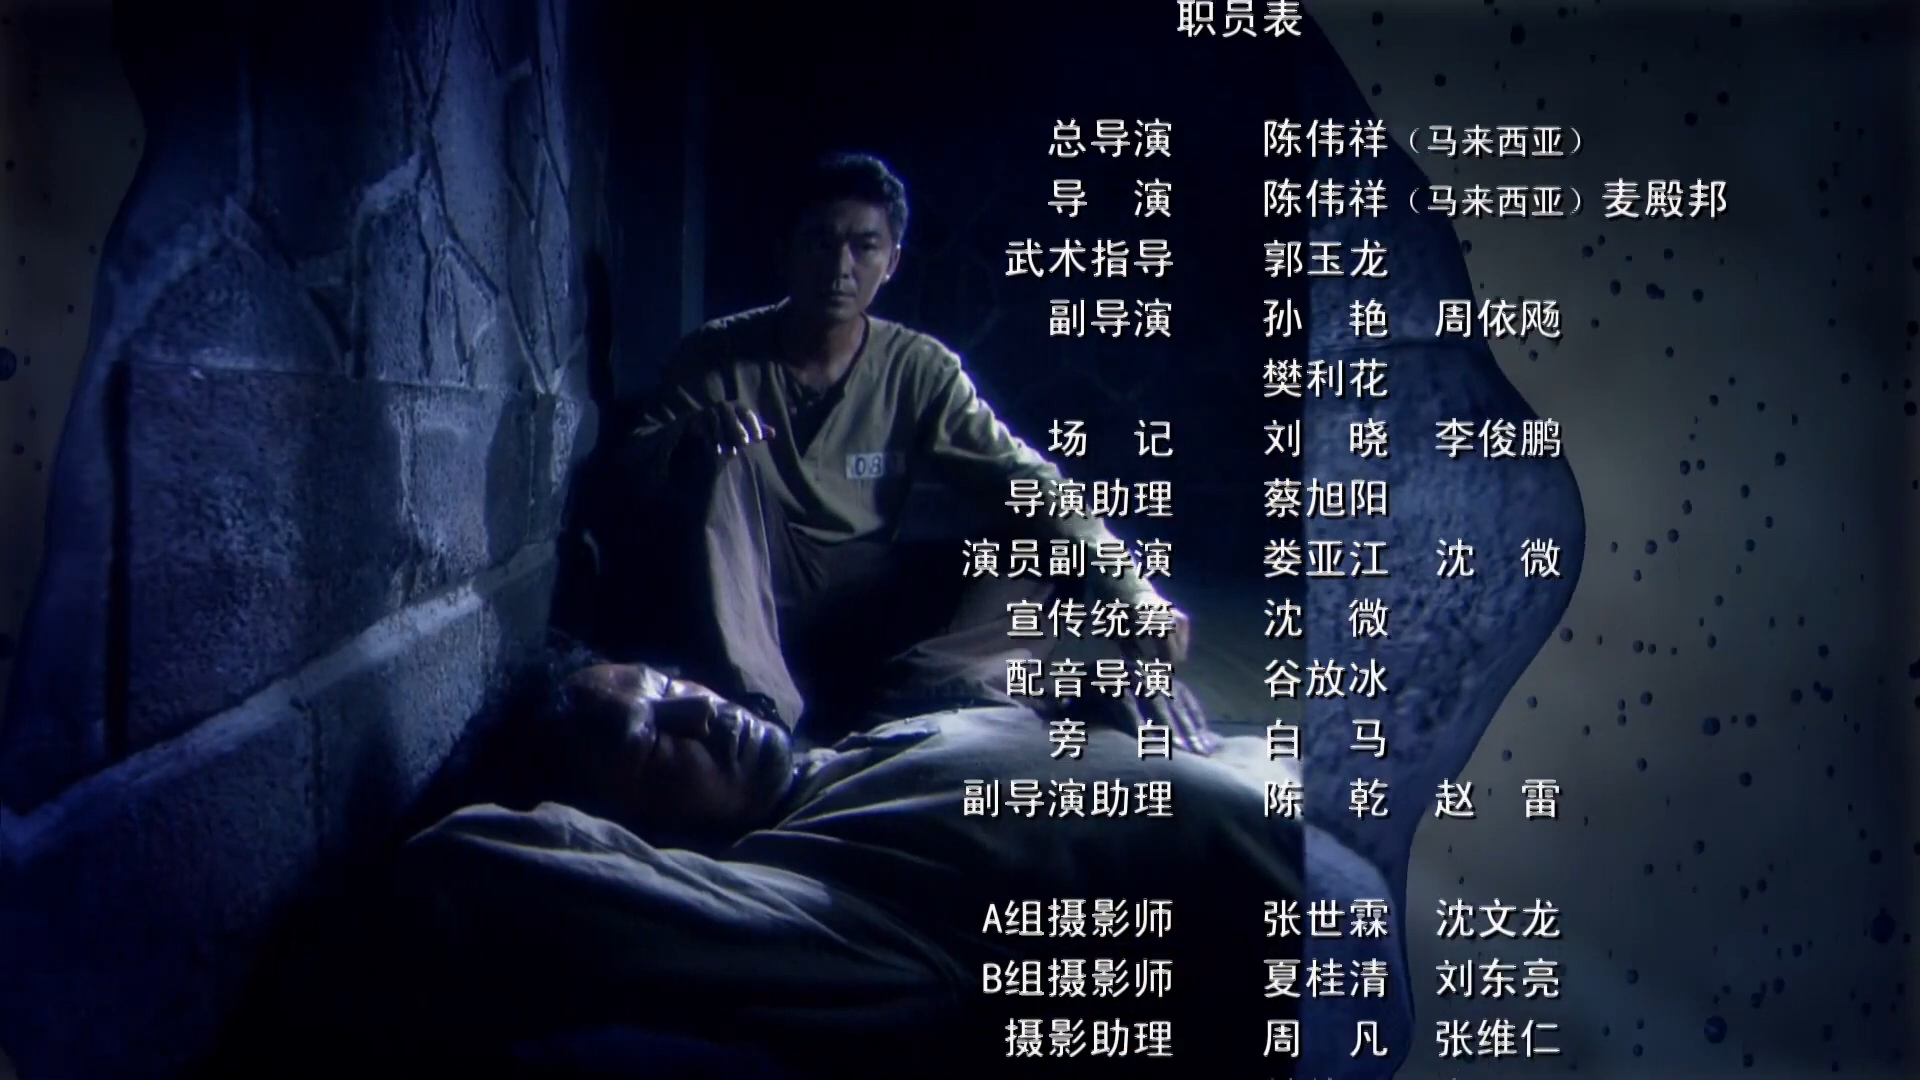 职员表
总导演 陈伟祥（马来西亚）
导 演 陈伟祥（马来西亚）麦殿邦
武术指导 郭玉龙
副导演 孙 艳 周依飏
樊利花
场 记 刘 晓 李俊鹏
导演助理 蔡旭阳
演员副导演 娄亚江 沈 微
宣传统筹 沈 微
配音导演 谷放冰
旁 白 白 马
副导演助理 陈 乾 赵 雷
A组摄影师 张世霖 沈文龙
B组摄影师 夏桂清 刘东亮
摄影助理 周 凡 张维仁